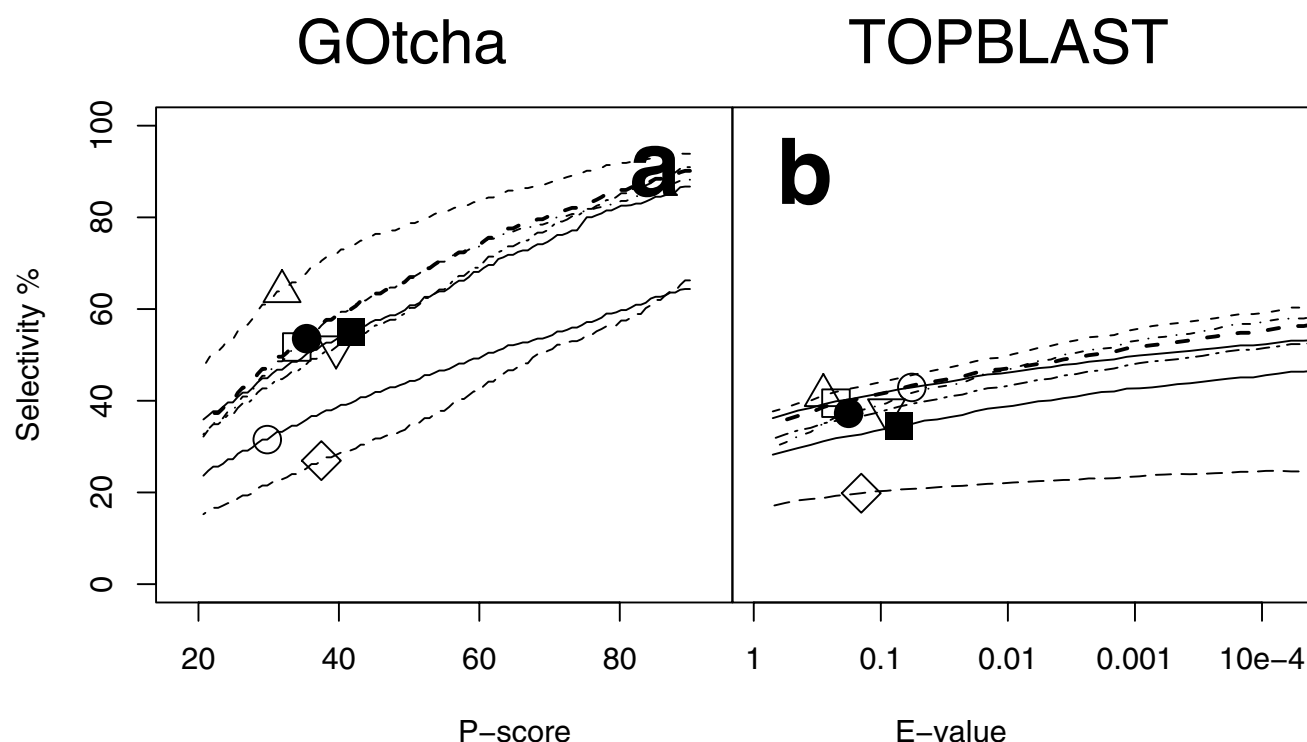 GOtcha
TOPBLAST
Selectivity %
100
80
60
40
20
0
a
b
20 40 60 80
1 0.1 0.01 0.001 10e−4
P−score
E−value